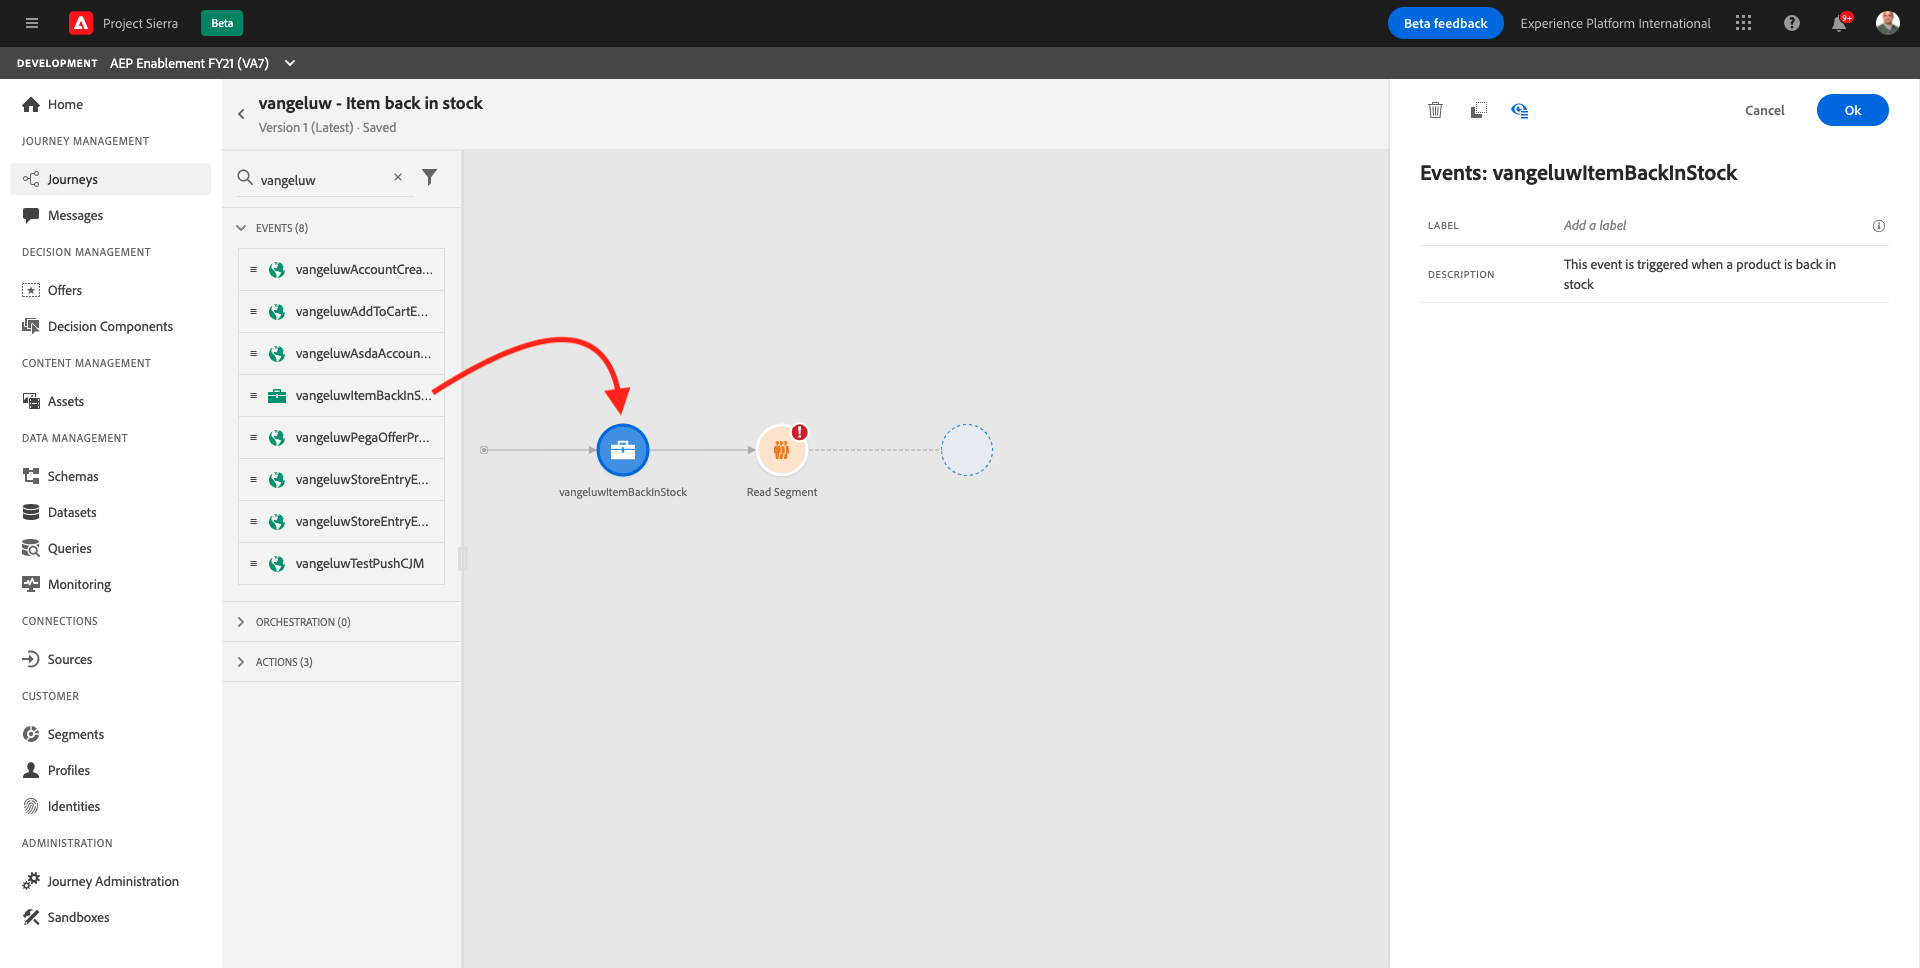 Project Sierra
Beta
Beta feedback
Experience Platform International
9+
DEVELOPMENT AEP Enablement FY21 (VA7)
Home
JOURNEY MANAGEMENT
Journeys
Messages
DECISION MANAGEMENT
Offers
Decision Components
CONTENT MANAGEMENT
Assets
DATA MANAGEMENT
Schemas
Datasets
Queries
Monitoring
CONNECTIONS
Sources
CUSTOMER
Segments
Profiles
Identities
ADMINISTRATION
Journey Administration
Sandboxes
vangeluw - Item back in stock
Version 1 (Latest) · Saved
vangeluw
EVENTS (8)
vangeluwAccountCrea...
vangeluwAddToCartE...
vangeluwAsdaAccoun...
vangeluwItemBackInS...
vangeluwPegaOfferPr...
vangeluwStoreEntryE...
vangeluwStoreEntryE...
vangeluwTestPushCJM
ORCHESTRATION (0)
ACTIONS (3)
vangeluwItemBackInStock
Read Segment
Cancel
Ok
Events: vangeluwItemBackInStock
LABEL
Add a label
DESCRIPTION
This event is triggered when a product is back in
stock